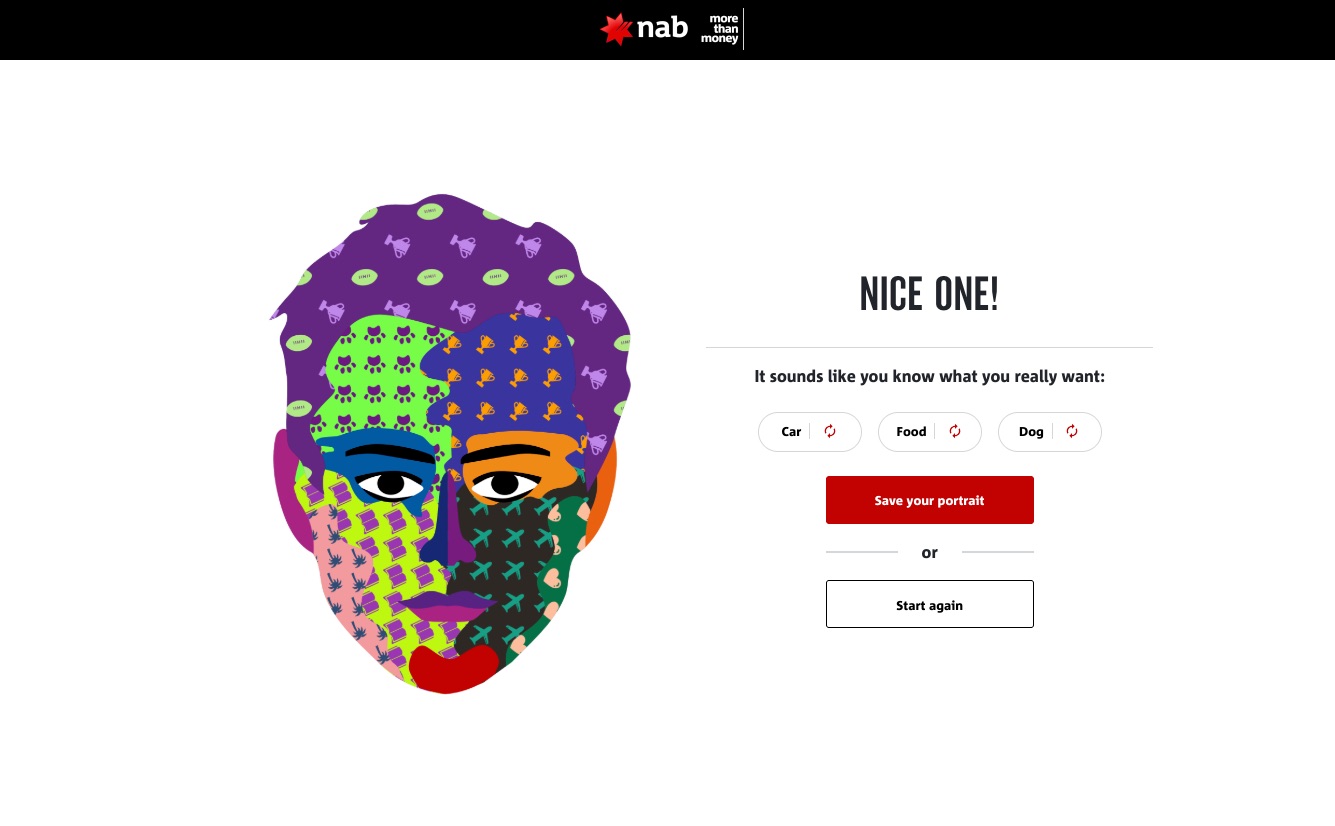 nab
more
than
money
NICE ONE!
It sounds like you know what you really want:
Car
Food
Dog
Save your portrait
or
Start again